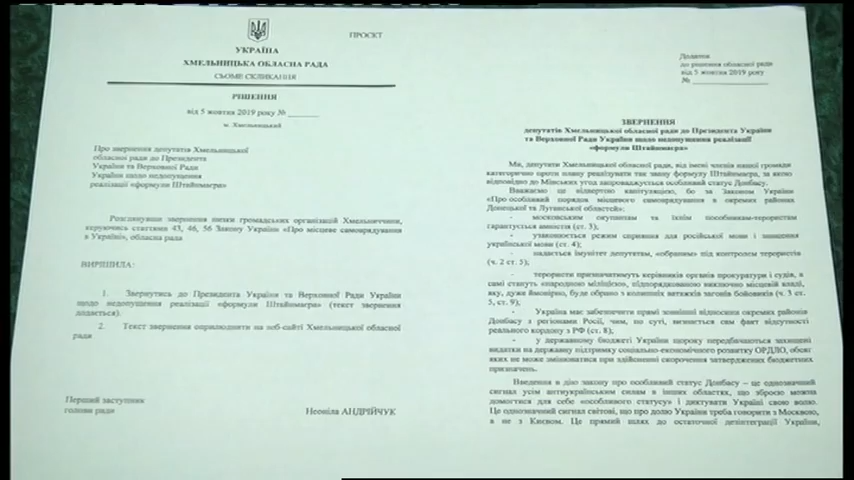 ПРОЄКТ
УКРАЇНА
ХМЕЛЬНИЦЬКА ОБЛАСНА РАДА
СЬОМЕ СКЛИКАННЯ
РІШЕННЯ
від 5 жовтня 2019 року № ______
м. Хмельницький
Про звернення депутатів Хмельницької
обласної ради до Президента
України та Верховної Ради
України щодо недопущення
реалізації «формули Штайнмаєра»
Розглянувши звернення низки громадських організацій Хмельниччини,
керуючись статтями 43, 46, 56 Закону України «Про місцеве самоврядування
в Україні», обласна рада
ВИРІШИЛА:
1. Звернутись до Президента України та Верховної Ради України
щодо недопущення реалізації «формули Штайнмаєра» (текст звернення
додається).
2. Текст звернення оприлюднити на веб-сайті Хмельницької обласної
ради
Перший заступник
голови ради
Неоніла АНДРІЙЧУК
Додаток
до рішення обласної ради
від 5 жовтня 2019 року
№ ______
ЗВЕРНЕННЯ
депутатів Хмельницької обласної ради до Президента України
та Верховної Ради України щодо недопущення реалізації
«формули Штайнмаєра»
Ми, депутати Хмельницької обласної ради, від імені членів нашої громади
категорично проти плану реалізувати так звану формулу Штайнмаєра, за якою
відповідно до Мінських угод запроваджується особливий статус Донбасу.
Вважаємо це відвертою капітуляцією, бо за Законом України
«Про особливий порядок місцевого самоврядування в окремих районах
Донецької та Луганської областей»:
- московським окупантам та їхнім пособникам-терористам
гарантується амністія (ст. 3);
- узаконюється режим сприяння для російської мови і знищення
української мови (ст. 4);
- надається імунітет депутатам, «обраним» під контролем терористів
(ч. 2 ст. 5);
- терористи призначатимуть керівників органів прокуратури і судів, а
самі стануть «народною міліцією», підпорядкованою виключно місцевій владі,
яку, дуже ймовірно, буде обрано з колишніх ватажків загонів бойовиків (ч. 3 ст.
5, ст. 9);
- Україна має забезпечити прямі зовнішні відносини окремих районів
Донбасу з регіонами Росії, чим, по суті, визнається сам факт відсутності
реального кордону з РФ (ст. 8);
- у державному бюджеті України щороку передбачаються захищені
видатки на державну підтримку соціально-економічного розвитку ОРДЛО, обсяг
яких не може змінюватися при здійсненні скорочення затверджених бюджетних
призначень.
Введення в дію закону про особливий статус Донбасу – це однозначний
сигнал усім антиукраїнським силам в інших областях, що зброєю можна
домогтися для себе «особливого статусу» і диктувати Україні свою волю.
Це однозначний сигнал світові, що про долю України треба говорити з Москвою,
а не з Києвом. Це прямий шлях до остаточної дезінтеграції України,